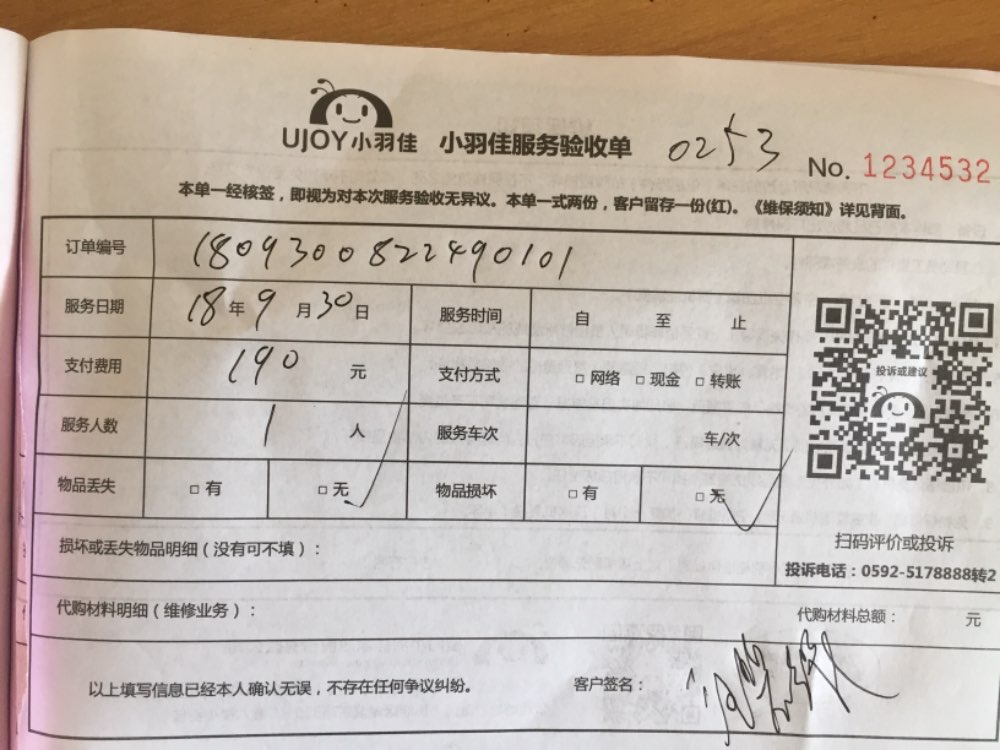 UJOY小羽佳 小羽佳服务验收单 0253 No. 1234532
本单一经核签，即视为对本次服务验收无异议。本单一式两份，客户留存一份(红)。《维保须知》详见背面。
订单编号 180930082249010​1
服务日期 18年9月30日 服务时间 自 至 止
支付费用 190 元 支付方式 □网络 □现金 □转账
投诉或建议
服务人数 1 人 服务车次 车/次
物品丢失 □有 □无✓ 物品损坏 □有 □无✓
扫码评价或投诉
损坏或丢失物品明细（没有可不填）：
投诉电话：0592-5178888转2
代购材料明细（维修业务）： 代购材料总额： 元
以上填写信息已经本人确认无误，不存在任何争议纠纷。 客户签名：